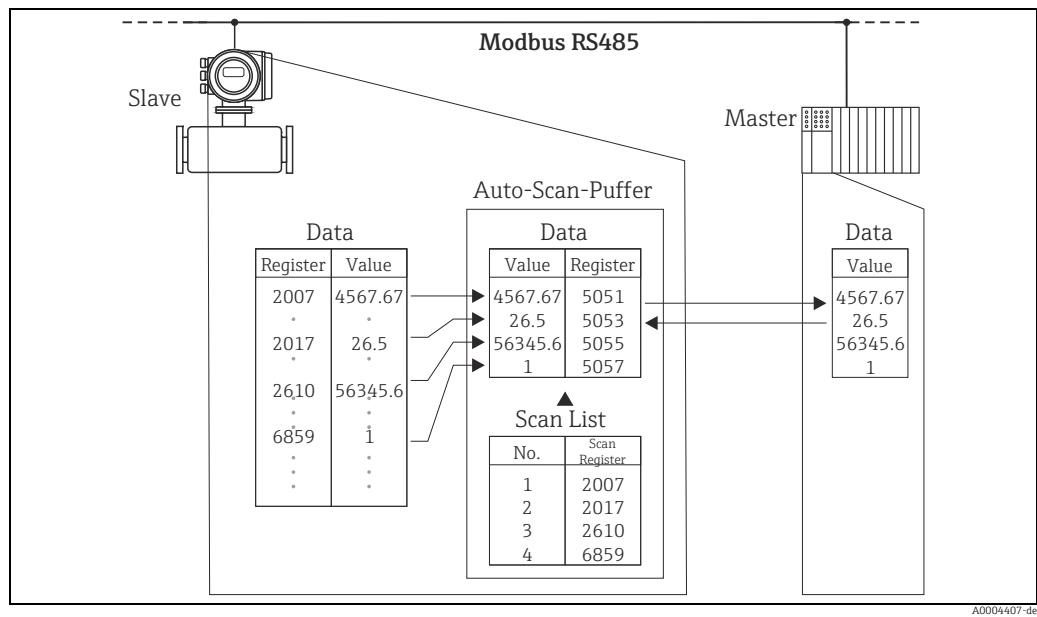 Modbus RS485
Slave
Master
Auto-Scan-Puffer
Data
Register Value
2007 4567.67
2017 26.5
2610 56345.6
6859 1
Data
Value Register
4567.67 5051
26.5 5053
56345.6 5055
1 5057
Scan List
No. Scan
Register
1 2007
2 2017
3 2610
4 6859
Data
Value
4567.67
26.5
56345.6
1
A0004407-de